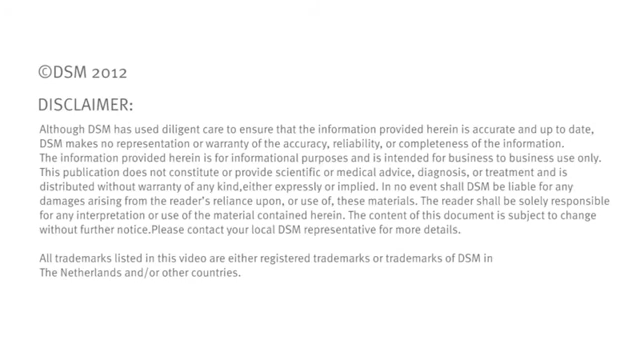 ©DSM 2012
DISCLAIMER:
Although DSM has used diligent care to ensure that the information provided herein is accurate and up to date,
DSM makes no representation or warranty of the accuracy, reliability, or completeness of the information.
The information provided herein is for informational purposes and is intended for business to business use only.
This publication does not constitute or provide scientific or medical advice, diagnosis, or treatment and is
distributed without warranty of any kind,either expressly or implied. In no event shall DSM be liable for any
damages arising from the reader's reliance upon, or use of, these materials. The reader shall be solely responsible
for any interpretation or use of the material contained herein. The content of this document is subject to change
without further notice.Please contact your local DSM representative for more details.
All trademarks listed in this video are either registered trademarks or trademarks of DSM in
The Netherlands and/or other countries.